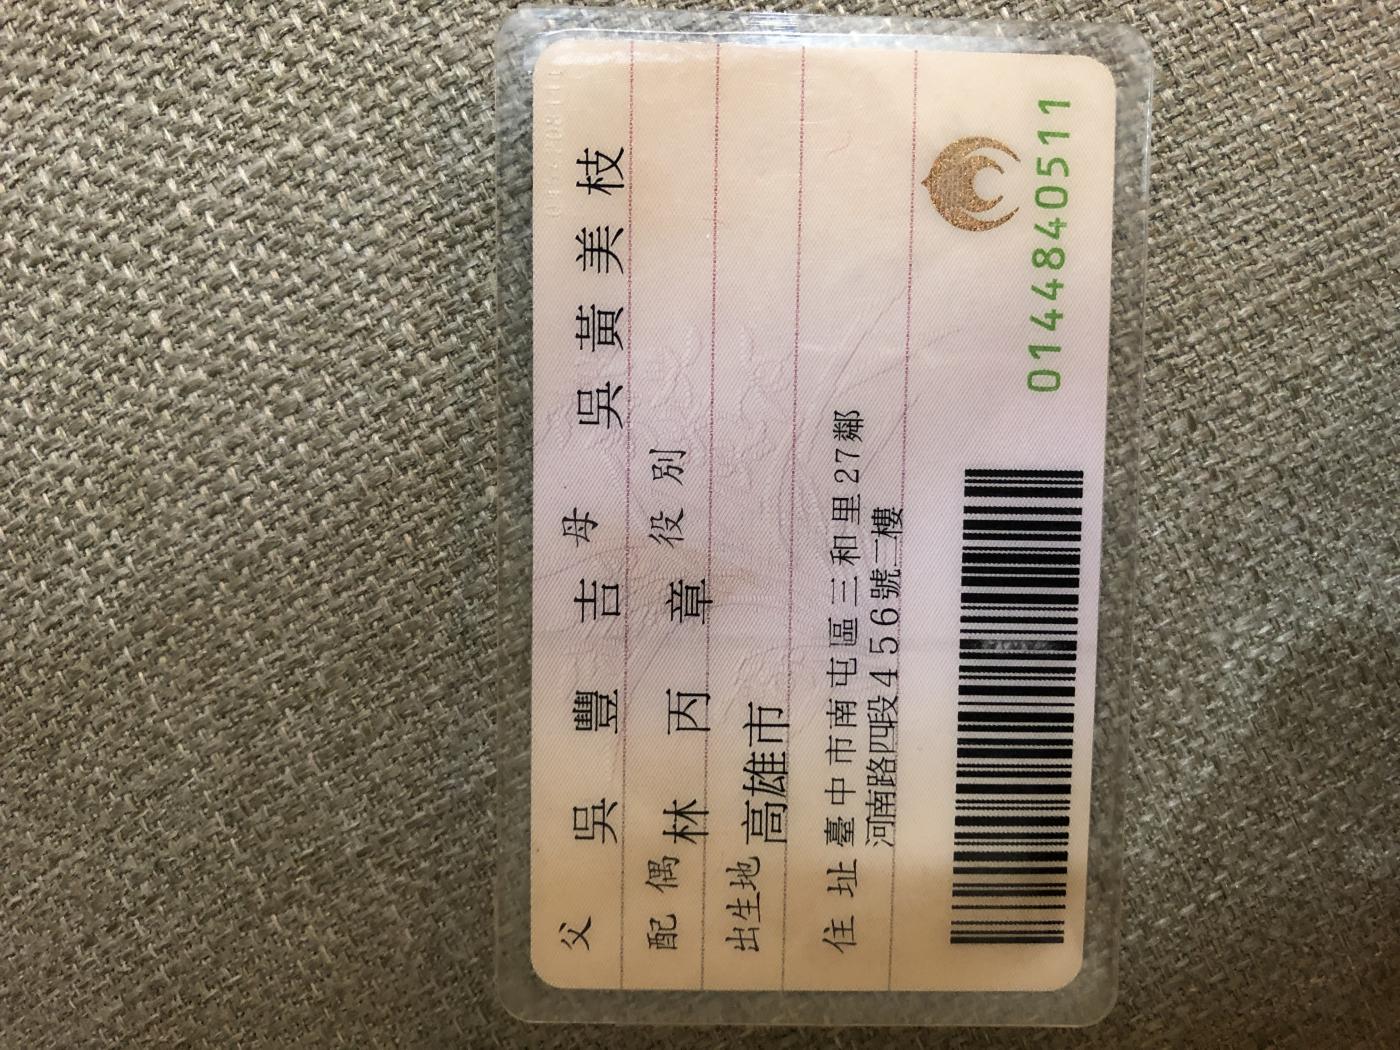 父 吳豐吉 母 吳黃美枝
配偶 林丙章 役別
出生地 高雄市
住址 臺中市南屯區三和里27鄰
河南路四段456號二樓
0144840511